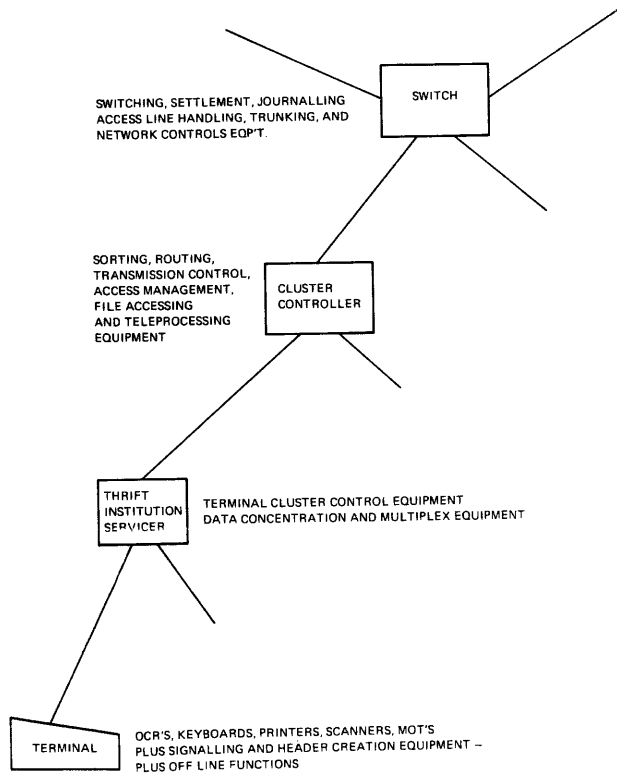 SWITCHING, SETTLEMENT, JOURNALLING
ACCESS LINE HANDLING, TRUNKING, AND
NETWORK CONTROLS EQP'T.
SWITCH
SORTING, ROUTING,
TRANSMISSION CONTROL,
ACCESS MANAGEMENT,
FILE ACCESSING
AND TELEPROCESSING
EQUIPMENT
CLUSTER
CONTROLLER
THRIFT
INSTITUTION
SERVICER
TERMINAL CLUSTER CONTROL EQUIPMENT
DATA CONCENTRATION AND MULTIPLEX EQUIPMENT
TERMINAL
OCR'S, KEYBOARDS, PRINTERS, SCANNERS, MOT'S
PLUS SIGNALLING AND HEADER CREATION EQUIPMENT –
PLUS OFF LINE FUNCTIONS